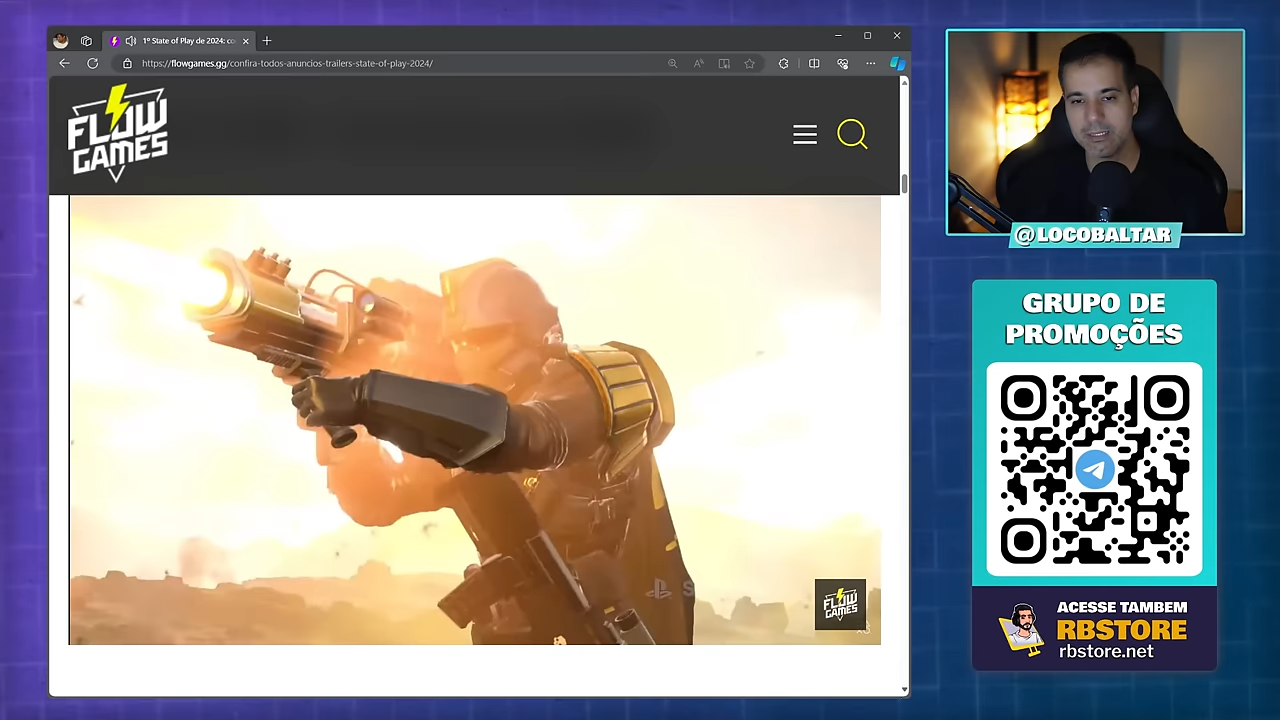 1º State of Play de 2024: co
https://flowgames.gg/confira-todos-anuncios-trailers-state-of-play-2024/
FLOW
GAMES
S
FLOW
GAMES
@LOCOBALTAR
GRUPO DE
PROMOÇÕES
ACESSE TAMBEM
RBSTORE
rbstore.net